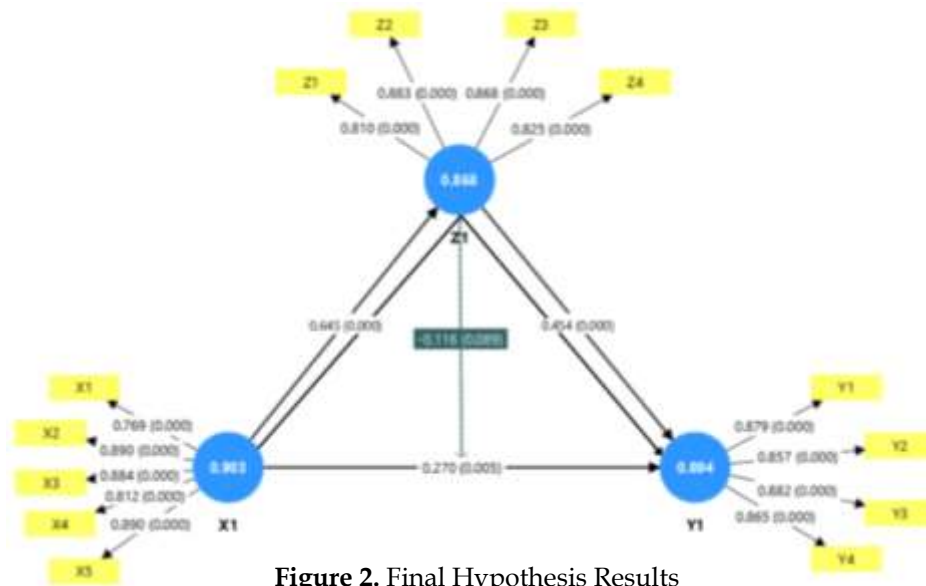 Z2
Z3
Z1
Z4
0.883 (0.000)
0.868 (0.000)
0.810 (0.000)
0.825 (0.000)
0.868
Z1
0.645 (0.000)
0.454 (0.000)
-0.116 (0.089)
X1
X2
X3
X4
X5
0.769 (0.000)
0.890 (0.000)
0.884 (0.000)
0.812 (0.000)
0.890 (0.000)
0.903
X1
0.270 (0.005)
Y1
Y1
Y2
Y3
Y4
0.879 (0.000)
0.857 (0.000)
0.882 (0.000)
0.865 (0.000)
Figure 2. Final Hypothesis Results